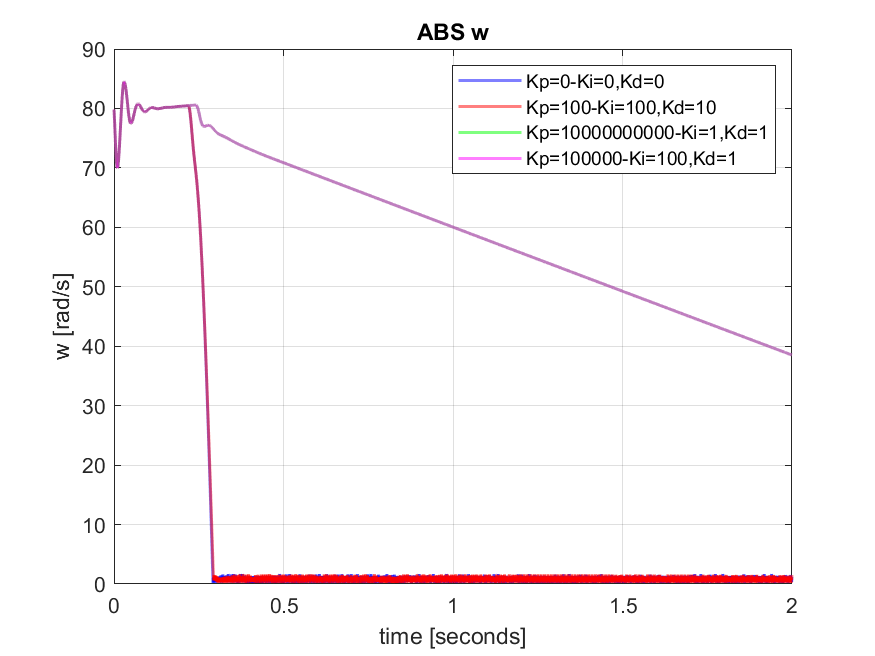 ABS w
90
80
70
60
50
40
30
20
10
0
w [rad/s]
Kp=0-Ki=0,Kd=0
Kp=100-Ki=100,Kd=10
Kp=10000000000-Ki=1,Kd=1
Kp=100000-Ki=100,Kd=1
0 0.5 1 1.5 2
time [seconds]